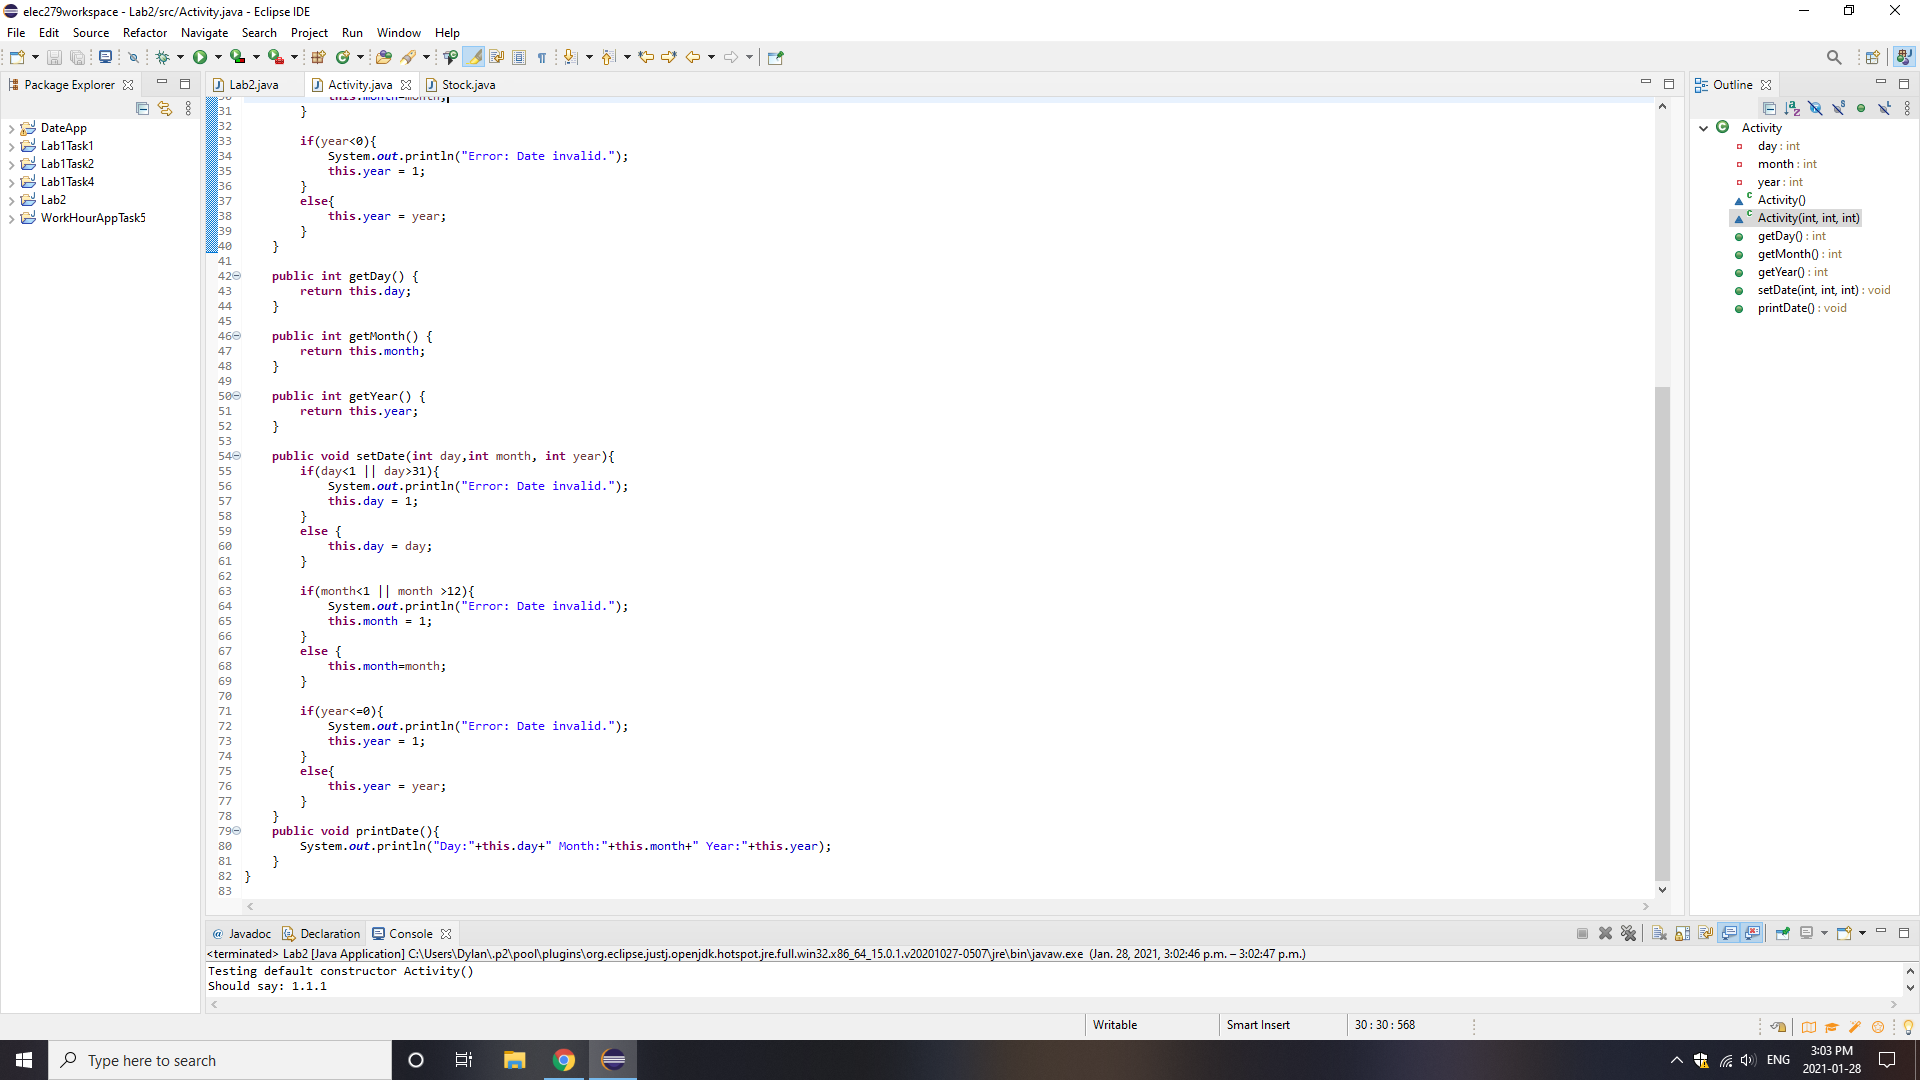 elec279workspace - Lab2/src/Activity.java - Eclipse IDE
File Edit Source Refactor Navigate Search Project Run Window Help
Package Explorer
Lab2.java Activity.java Stock.java
Outline
DateApp
Lab1Task1
Lab1Task2
Lab1Task4
Lab2
WorkHourAppTask5
30 this.month=month;
31 }
32
33 if(year<0){
34 System.out.println("Error: Date invalid.");
35 this.year = 1;
36 }
37 else{
38 this.year = year;
39 }
40 }
41
42 public int getDay() {
43 return this.day;
44 }
45
46 public int getMonth() {
47 return this.month;
48 }
49
50 public int getYear() {
51 return this.year;
52 }
53
54 public void setDate(int day,int month, int year){
55 if(day<1 || day>31){
56 System.out.println("Error: Date invalid.");
57 this.day = 1;
58 }
59 else {
60 this.day = day;
61 }
62
63 if(month<1 || month >12){
64 System.out.println("Error: Date invalid.");
65 this.month = 1;
66 }
67 else {
68 this.month=month;
69 }
70
71 if(year<=0){
72 System.out.println("Error: Date invalid.");
73 this.year = 1;
74 }
75 else{
76 this.year = year;
77 }
78 }
79 public void printDate(){
80 System.out.println("Day:"+this.day+" Month:"+this.month+" Year:"+this.year);
81 }
82 }
83
Activity
day : int
month : int
year : int
Activity()
Activity(int, int, int)
getDay() : int
getMonth() : int
getYear() : int
setDate(int, int, int) : void
printDate() : void
@ Javadoc Declaration Console
<terminated> Lab2 [Java Application] C:\Users\Dylan\.p2\pool\plugins\org.eclipse.justj.openjdk.hotspot.jre.full.win32.x86_64_15.0.1.v20201027-0507\jre\bin\javaw.exe (Jan. 28, 2021, 3:02:46 p.m. – 3:02:47 p.m.)
Testing default constructor Activity()
Should say: 1.1.1
Writable Smart Insert 30 : 30 : 568
Type here to search
ENG
3:03 PM
2021-01-28